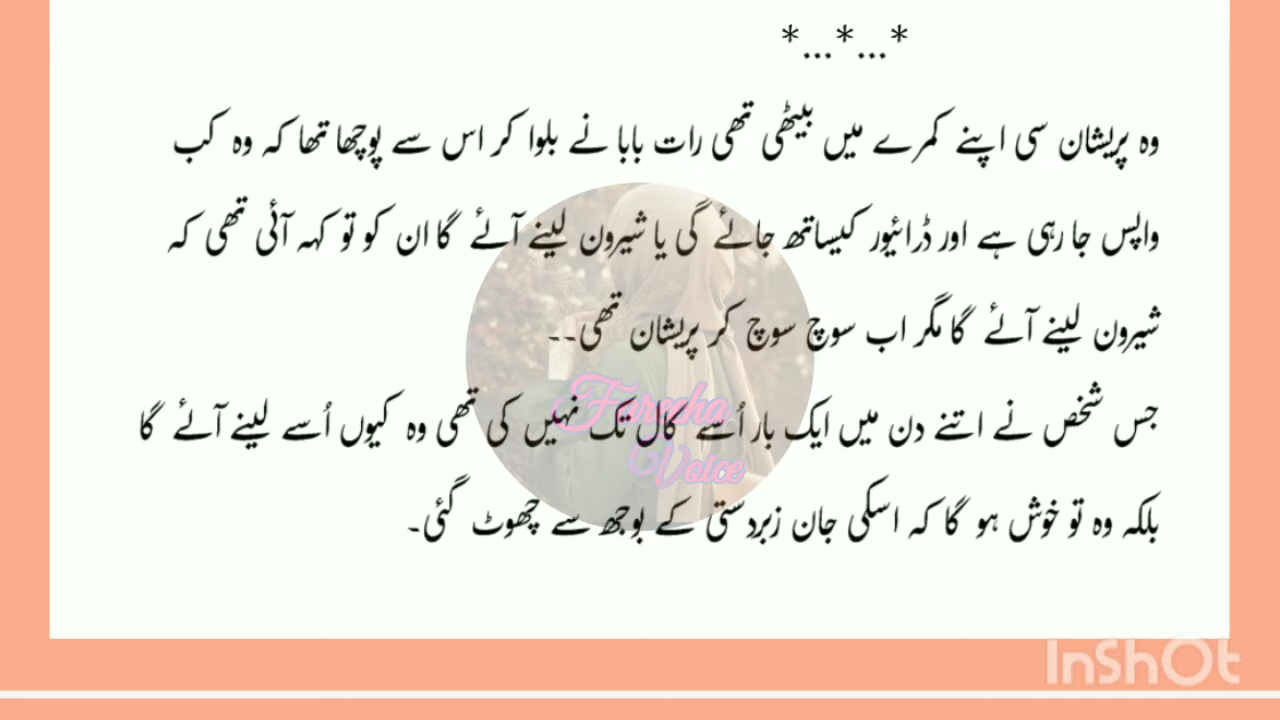 *...*...*
وہ پریشان سی اپنے کمرے میں بیٹھی تھی رات بابا نے بلوا کر اس سے پوچھا تھا کہ وہ کب
واپس جا رہی ہے اور ڈرائیور کیساتھ جائے گی یا شیرون لینے آئے گا ان کو تو کہہ آئی تھی کہ
شیرون لینے آئے گا مگر اب سوچ سوچ کر پریشان تھی--
جس شخص نے اتنے دن میں ایک بار اُسے کال تک نہیں کی تھی وہ کیوں اُسے لینے آئے گا
Fareeha
Voice
بلکہ وہ تو خوش ہو گا کہ اسکی جان زبردستی کے بوجھ سے چھوٹ گئی۔
InShOt